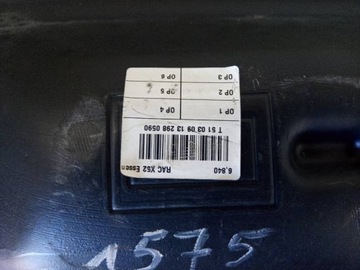 RAC X52 Essen
6.840
T 51 03 09 13 298 0590
OP 1 OP 4
OP 2 OP 5
OP 3 OP 6
1575